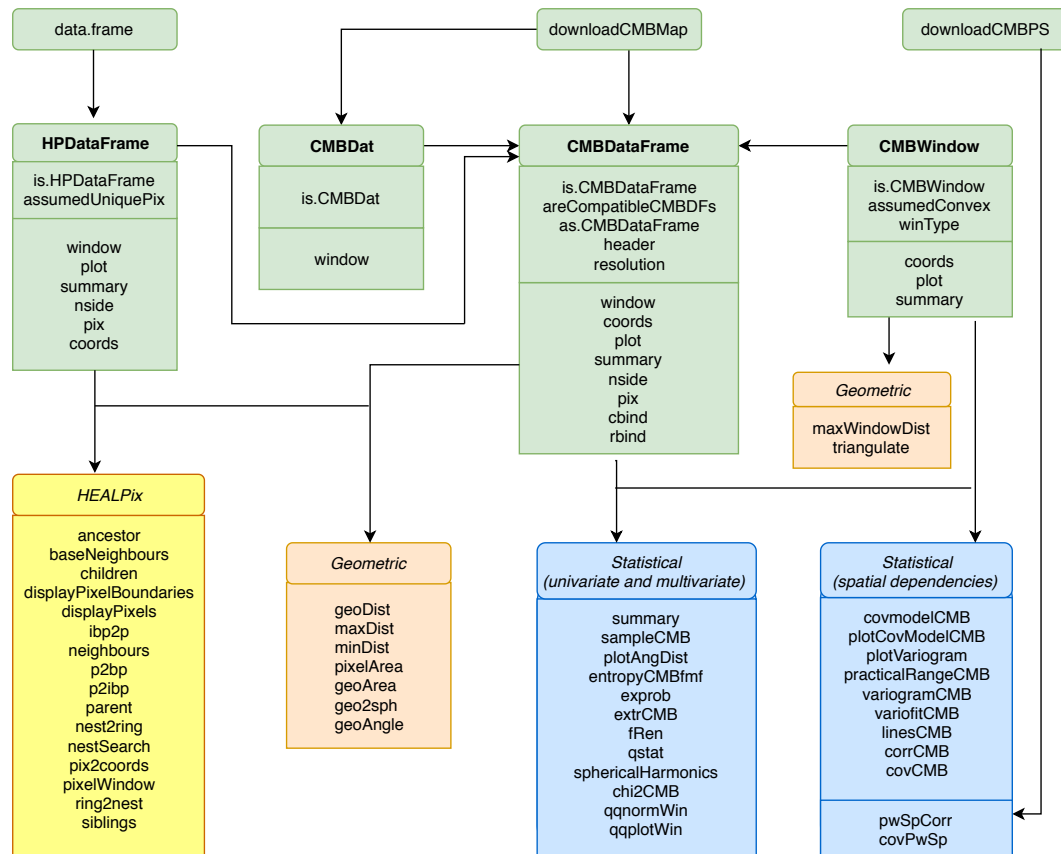 data.frame
downloadCMBMap
downloadCMBPS
HPDataFrame
is.HPDataFrame
assumedUniquePix
window
plot
summary
nside
pix
coords
CMBDat
is.CMBDat
window
CMBDataFrame
is.CMBDataFrame
areCompatibleCMBDFs
as.CMBDataFrame
header
resolution
window
coords
plot
summary
nside
pix
cbind
rbind
CMBWindow
is.CMBWindow
assumedConvex
winType
coords
plot
summary
Geometric
maxWindowDist
triangulate
HEALPix
ancestor
baseNeighbours
children
displayPixelBoundaries
displayPixels
ibp2p
neighbours
p2bp
p2ibp
parent
nest2ring
nestSearch
pix2coords
pixelWindow
ring2nest
siblings
Geometric
geoDist
maxDist
minDist
pixelArea
geoArea
geo2sph
geoAngle
Statistical
(univariate and multivariate)
summary
sampleCMB
plotAngDist
entropyCMBfmf
exprob
extrCMB
fRen
qstat
sphericalHarmonics
chi2CMB
qqnormWin
qqplotWin
Statistical
(spatial dependencies)
covmodelCMB
plotCovModelCMB
plotVariogram
practicalRangeCMB
variogramCMB
variofitCMB
linesCMB
corrCMB
covCMB
pwSpCorr
covPwSp